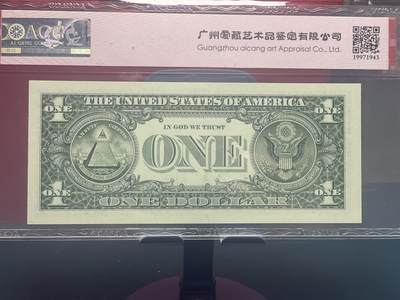 ACGC
广州爱藏艺术品鉴定有限公司
Guangzhou aicang art Appraisal Co., Ltd.
19971943
1 THE UNITED STATES OF AMERICA 1
IN GOD WE TRUST
ONE
ONE ONE
ONE DOLLAR
1 1